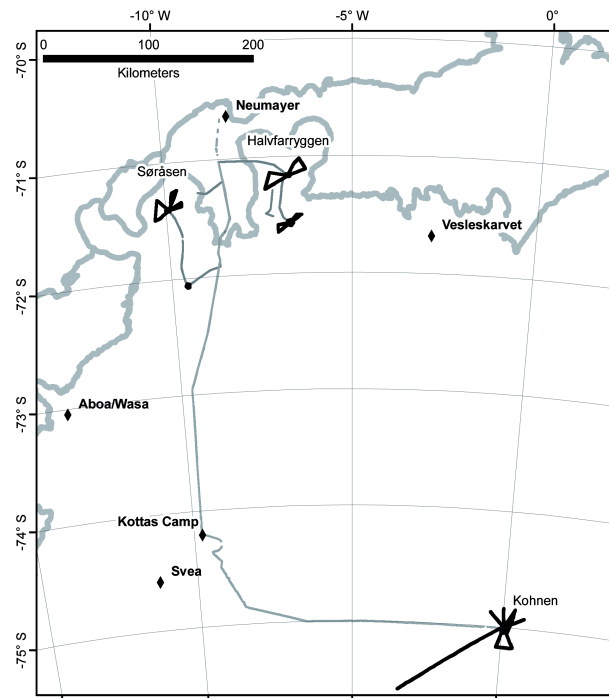 -10° W
-5° W
0°
-70° S
0
100
200
Kilometers
Neumayer
Halvfarryggen
Søråsen
-71° S
Vesleskarvet
-72° S
Aboa/Wasa
-73° S
Kottas Camp
-74° S
Svea
Kohnen
-75° S